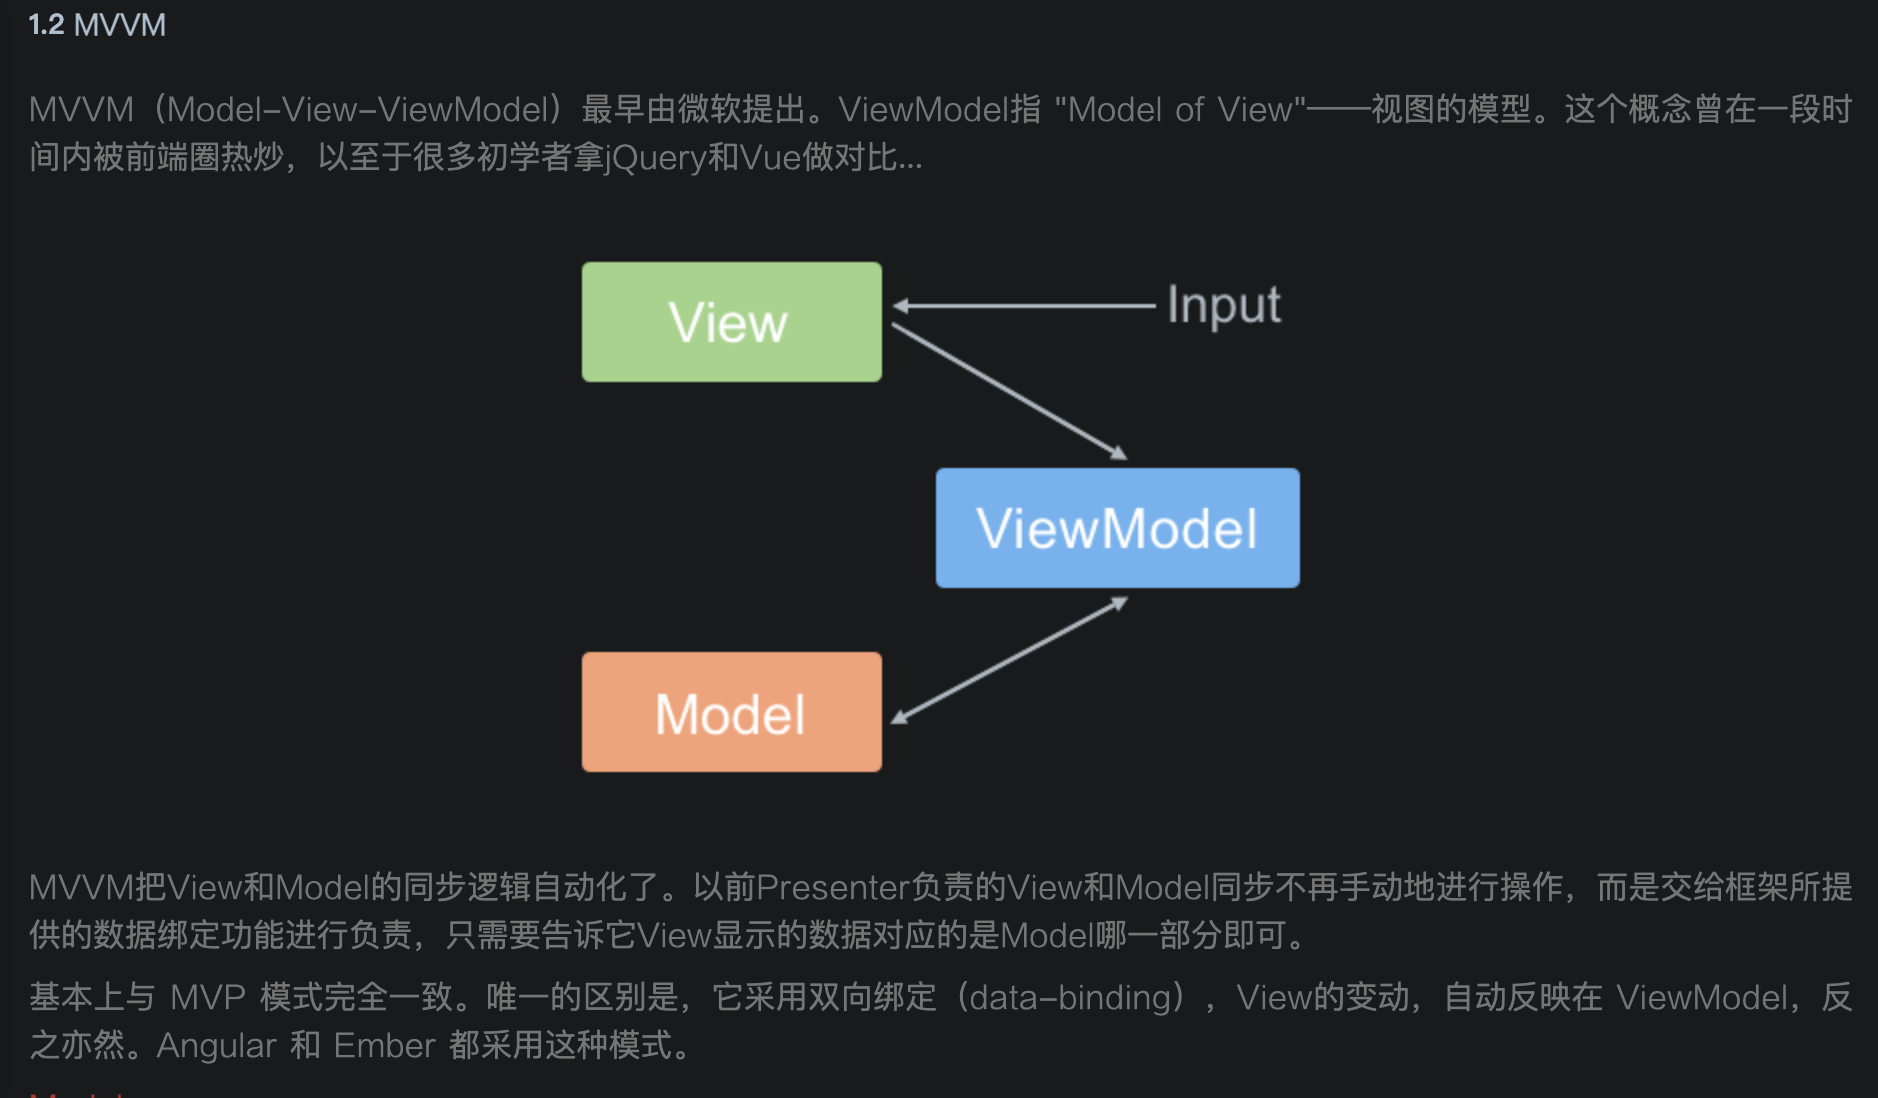 1.2 MVVM
MVVM（Model-View-ViewModel）最早由微软提出。ViewModel指 "Model of View"——视图的模型。这个概念曾在一段时
间内被前端圈热炒，以至于很多初学者拿jQuery和Vue做对比...
View
Input
ViewModel
Model
MVVM把View和Model的同步逻辑自动化了。以前Presenter负责的View和Model同步不再手动地进行操作，而是交给框架所提
供的数据绑定功能进行负责，只需要告诉它View显示的数据对应的是Model哪一部分即可。
基本上与 MVP 模式完全一致。唯一的区别是，它采用双向绑定（data-binding），View的变动，自动反映在 ViewModel，反
之亦然。Angular 和 Ember 都采用这种模式。